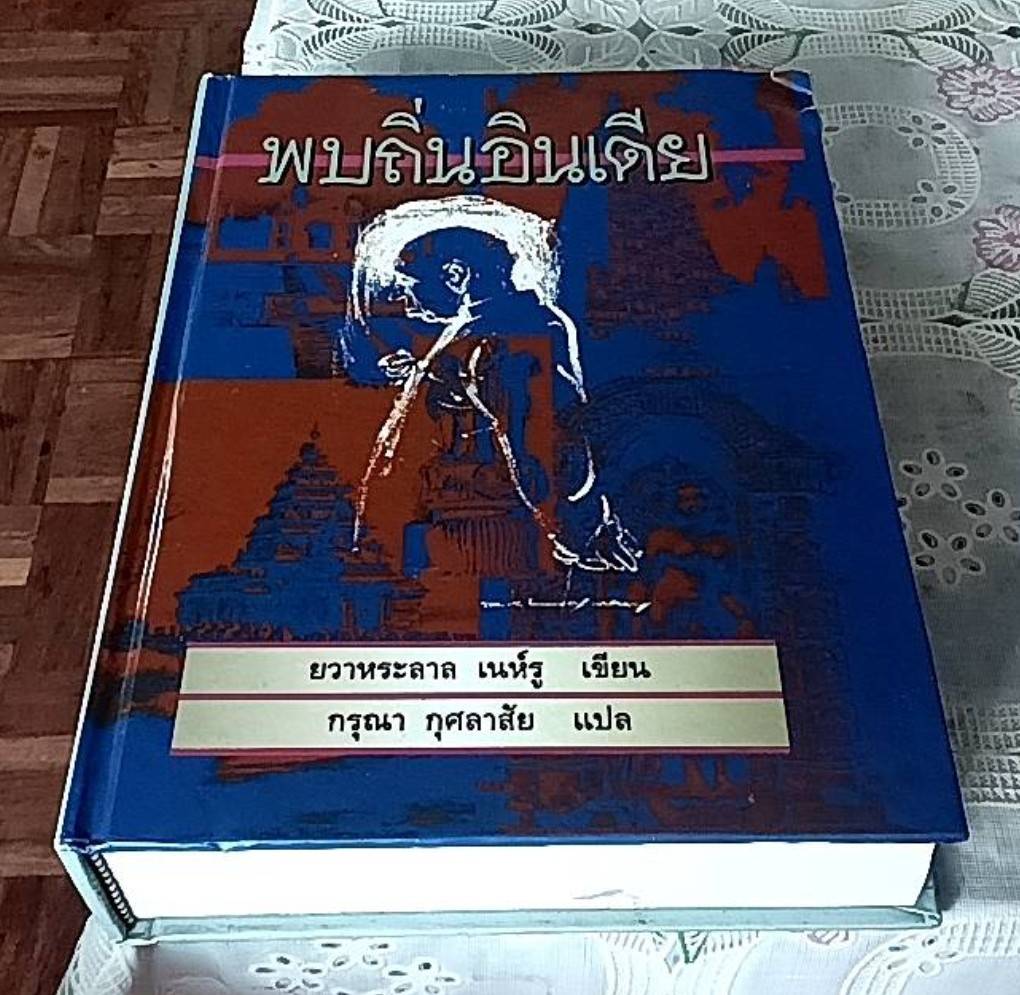 พบถิ่นอินเดีย
ยวาหระลาล เนห์รู เขียน
กรุณา กุศลาสัย แปล